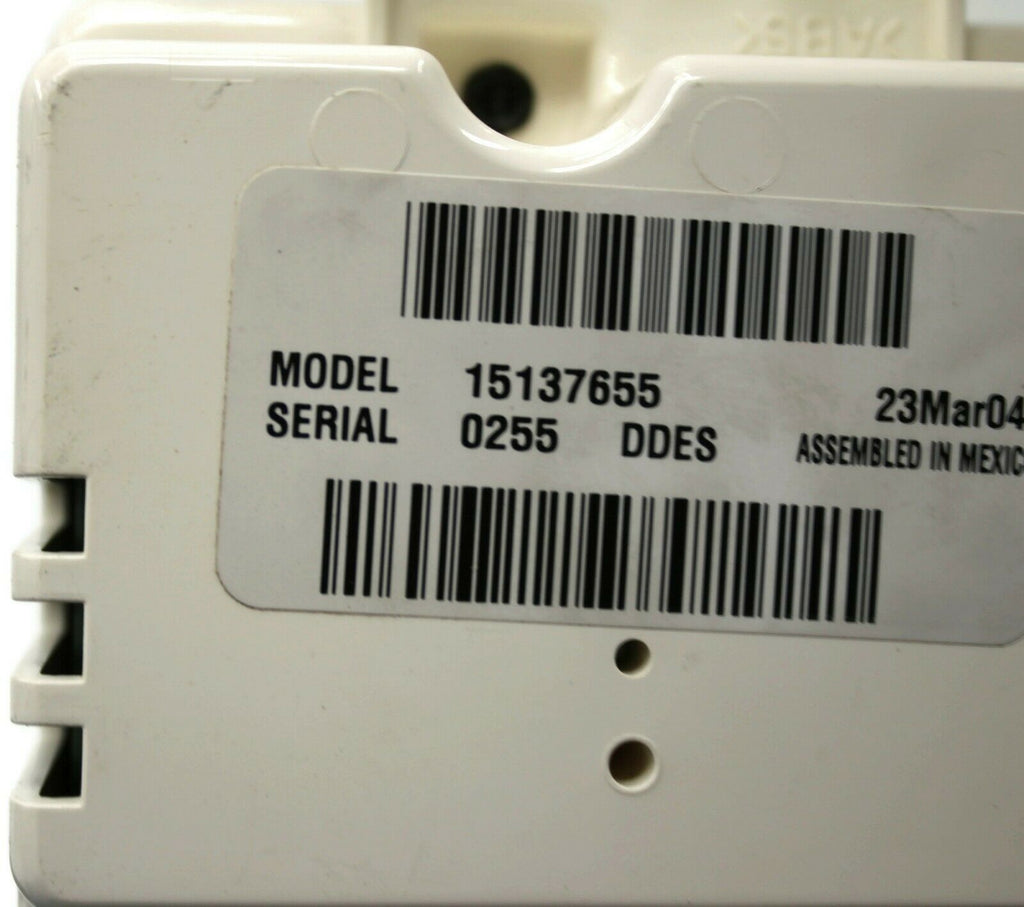 MODEL 15137655 23Mar04
SERIAL 0255 DDES ASSEMBLED IN MEXIC